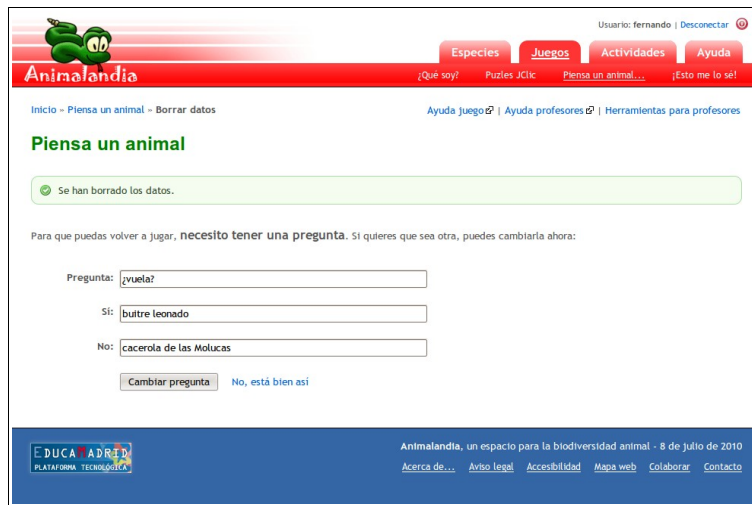 Usuario: fernando | Desconectar
Especies Juegos Actividades Ayuda
Animalandia
¿Qué soy? Puzles JClic Piensa un animal... ¡Esto me lo sé!
Inicio » Piensa un animal » Borrar datos
Ayuda juego | Ayuda profesores | Herramientas para profesores
Piensa un animal
Se han borrado los datos.
Para que puedas volver a jugar, necesito tener una pregunta. Si quieres que sea otra, puedes cambiarla ahora:
Pregunta: ¿vuela?
Si: buitre leonado
No: cacerola de las Molucas
Cambiar pregunta No, está bien así
EDUCAMADRID
PLATAFORMA TECNOLÓGICA
Animalandia, un espacio para la biodiversidad animal - 8 de julio de 2010
Acerca de... Aviso legal Accesibilidad Mapa web Colaborar Contacto